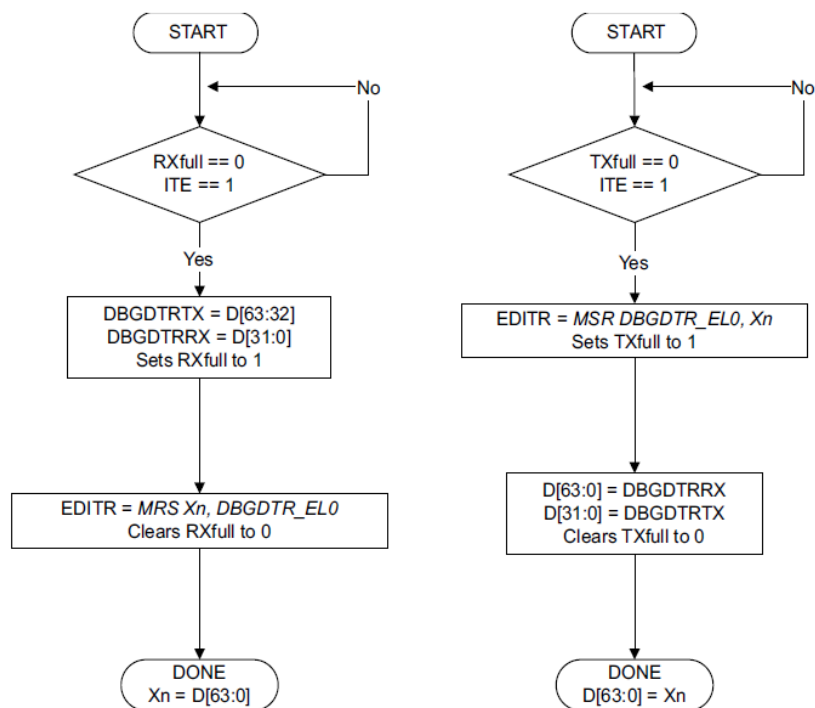 START
No
RXfull == 0
ITE == 1
Yes
DBGDTRTX = D[63:32]
DBGDTRRX = D[31:0]
Sets RXfull to 1
EDITR = MRS Xn, DBGDTR_EL0
Clears RXfull to 0
DONE
Xn = D[63:0]
START
No
TXfull == 0
ITE == 1
Yes
EDITR = MSR DBGDTR_EL0, Xn
Sets TXfull to 1
D[63:0] = DBGDTRRX
D[31:0] = DBGDTRTX
Clears TXfull to 0
DONE
D[63:0] = Xn